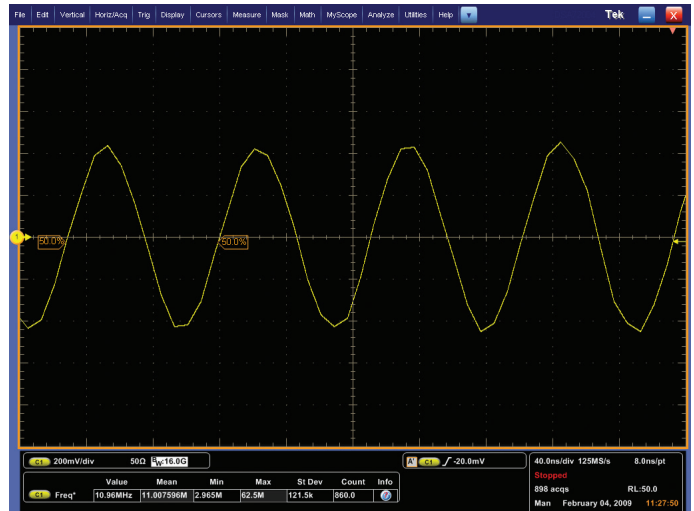 File Edit Vertical Horiz/Acq Trig Display Cursors Measure Mask Math MyScope Analyze Utilities Help Tek X
1
50.0% 50.0%
C1 200mV/div 50Ω BW:16.0G
A' C1 -20.0mV
40.0ns/div 125MS/s 8.0ns/pt
Stopped
898 acqs RL:50.0
Man February 04, 2009 11:27:50
Value Mean Min Max St Dev Count Info
C1 Freq* 10.96MHz 11.007596M 2.965M 62.5M 121.5k 860.0